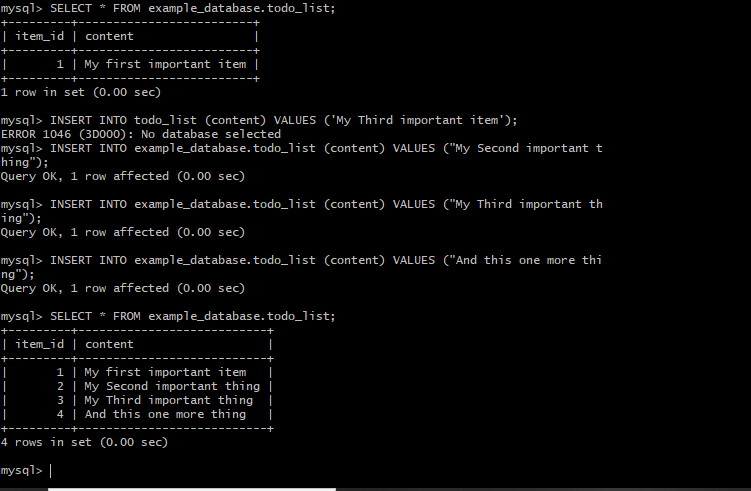 mysql> SELECT * FROM example_database.todo_list;
+---------+-------------------------+
| item_id | content                 |
+---------+-------------------------+
|       1 | My first important item |
+---------+-------------------------+
1 row in set (0.00 sec)
mysql> INSERT INTO todo_list (content) VALUES ('My Third important item');
ERROR 1046 (3D000): No database selected
mysql> INSERT INTO example_database.todo_list (content) VALUES ("My Second important t
hing");
Query OK, 1 row affected (0.00 sec)
mysql> INSERT INTO example_database.todo_list (content) VALUES ("My Third important th
ing");
Query OK, 1 row affected (0.00 sec)
mysql> INSERT INTO example_database.todo_list (content) VALUES ("And this one more thi
ng");
Query OK, 1 row affected (0.00 sec)
mysql> SELECT * FROM example_database.todo_list;
+---------+---------------------------+
| item_id | content                   |
+---------+---------------------------+
|       1 | My first important item   |
|       2 | My Second important thing |
|       3 | My Third important thing  |
|       4 | And this one more thing   |
+---------+---------------------------+
4 rows in set (0.00 sec)
mysql>